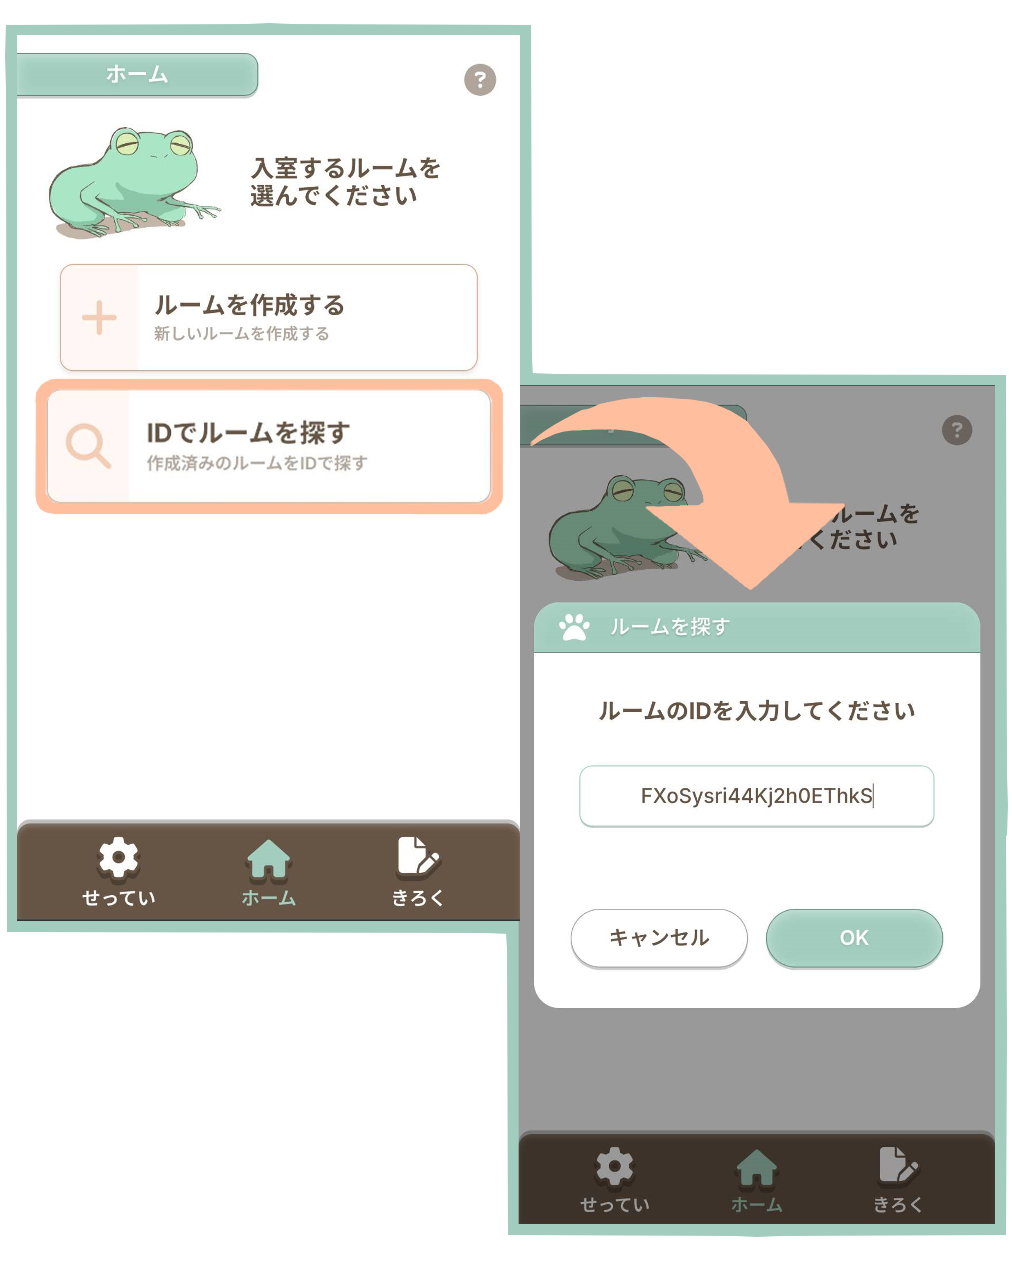 ホーム
?
入室するルームを
選んでください
ルームを作成する
新しいルームを作成する
IDでルームを探す
作成済みのルームをIDで探す
せってい
ホーム
きろく
?
ルームを
ください
ルームを探す
ルームのIDを入力してください
FXoSysri44Kj2h0EThkS
キャンセル
OK
せってい
ホーム
きろく